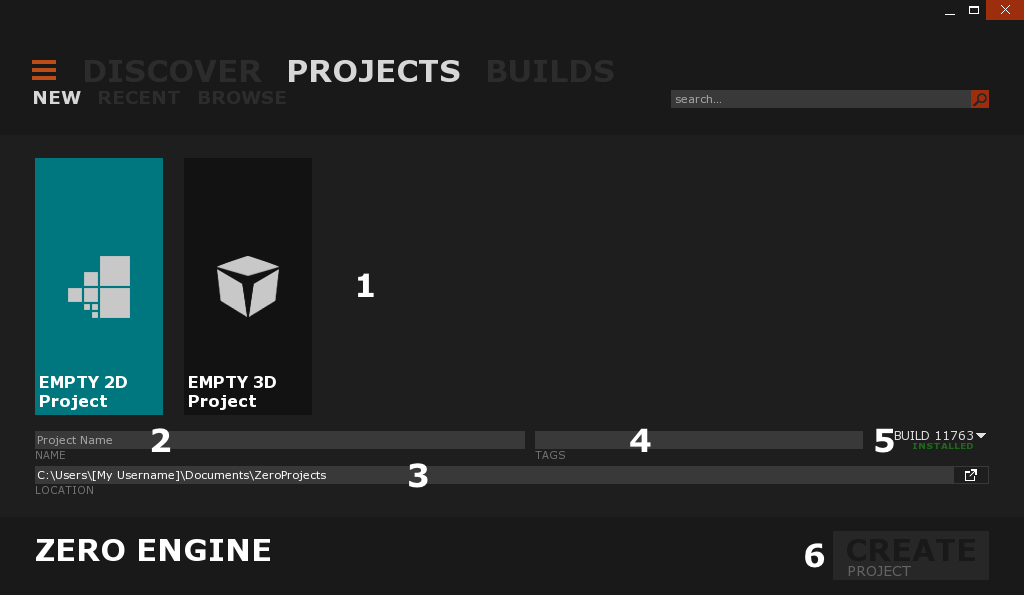 DISCOVER PROJECTS BUILDS
NEW RECENT BROWSE
search...
1
EMPTY 2D
Project
EMPTY 3D
Project
Project Name 2
NAME
4
TAGS
5 BUILD 11763
INSTALLED
C:\Users\[My Username]\Documents\ZeroProjects 3
LOCATION
ZERO ENGINE
6 CREATE
PROJECT